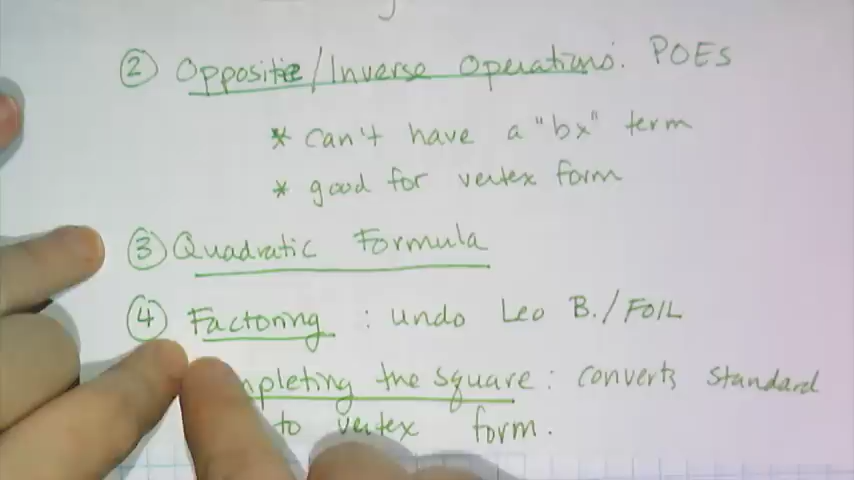 ② Opposite/Inverse Operations: POEs
* can't have a "bx" term
* good for vertex form
③ Quadratic Formula
④ Factoring : undo Leo B./FOIL
the square : converts standard
to vertex form.